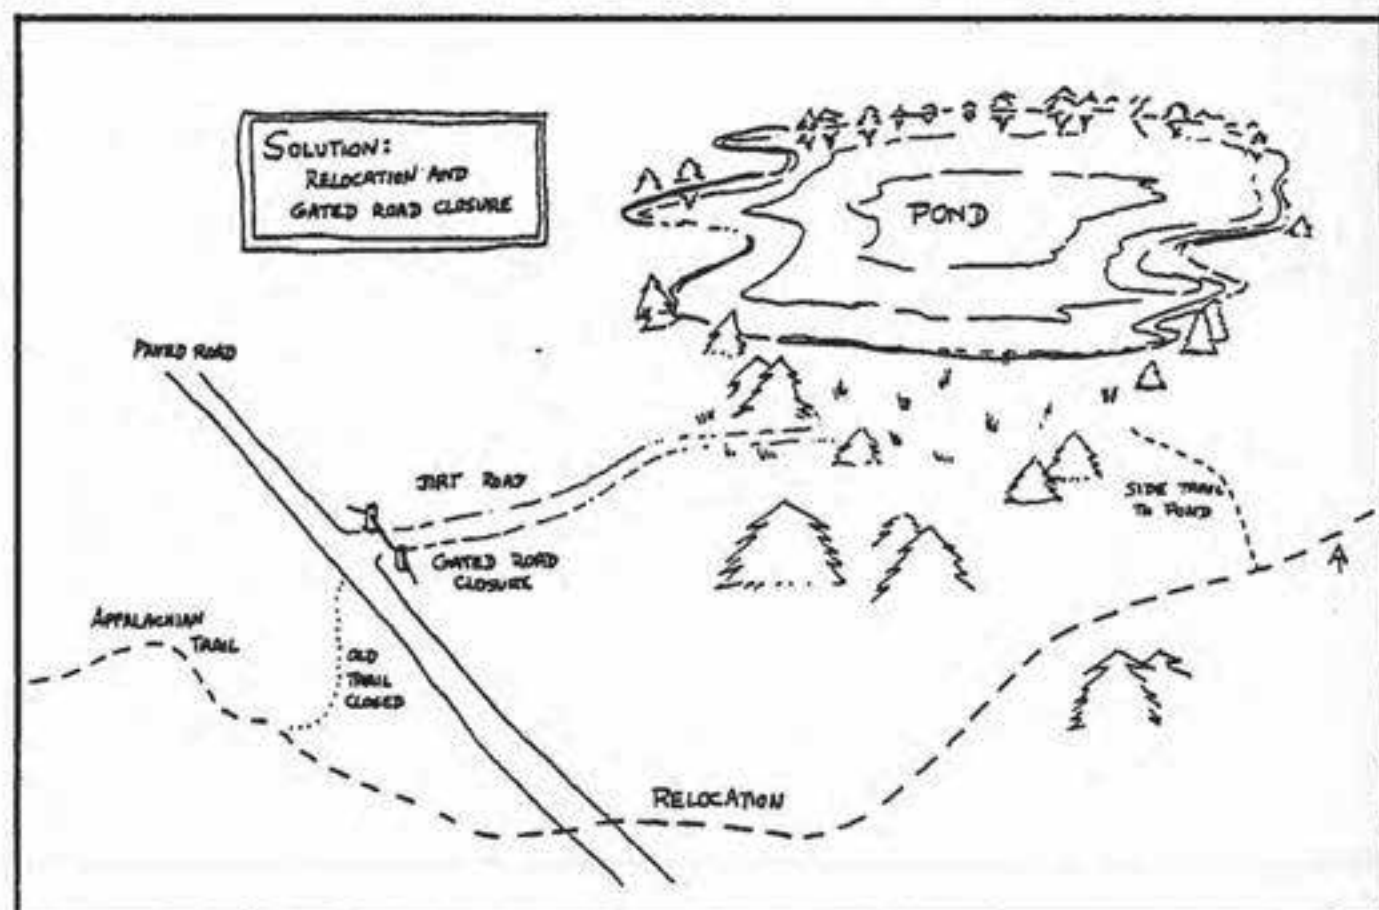 SOLUTION:
RELOCATION AND
GATED ROAD CLOSURE
POND
PAVED ROAD
DIRT ROAD
GATED ROAD
CLOSURE
SIDE TRAIL
TO POND
APPALACHIAN
TRAIL
OLD
TRAIL
CLOSED
RELOCATION